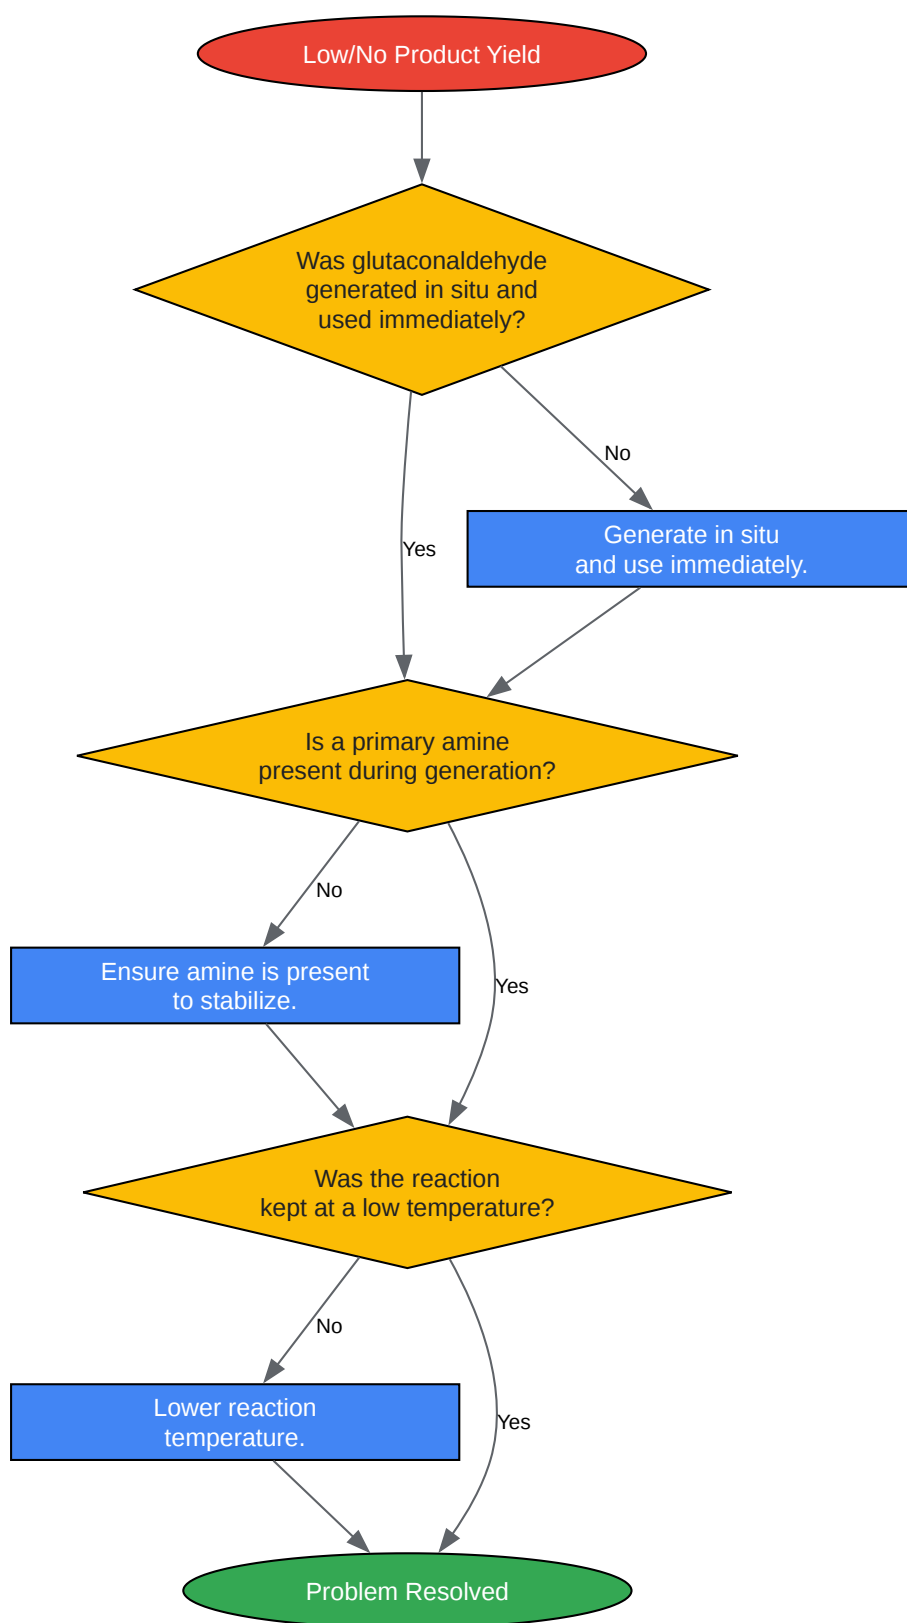 Low/No Product Yield
Was glutaconaldehyde
generated in situ and
used immediately?
No
Generate in situ
and use immediately.
Yes
Is a primary amine
present during generation?
No
Ensure amine is present
to stabilize.
Yes
Was the reaction
kept at a low temperature?
No
Lower reaction
temperature.
Yes
Problem Resolved